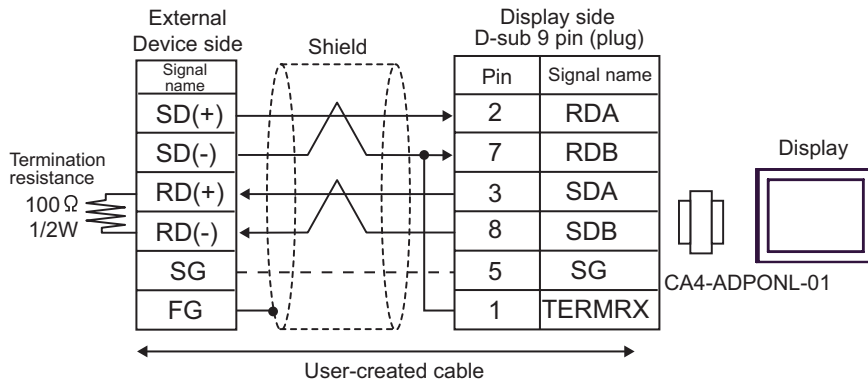 External
Device side
Shield
Display side
D-sub 9 pin (plug)
Signal
name
Pin
Signal name
SD(+)
2
RDA
SD(-)
7
RDB
RD(+)
3
SDA
RD(-)
8
SDB
SG
5
SG
FG
1
TERMRX
Termination
resistance
100Ω
1/2W
Display
CA4-ADPONL-01
User-created cable